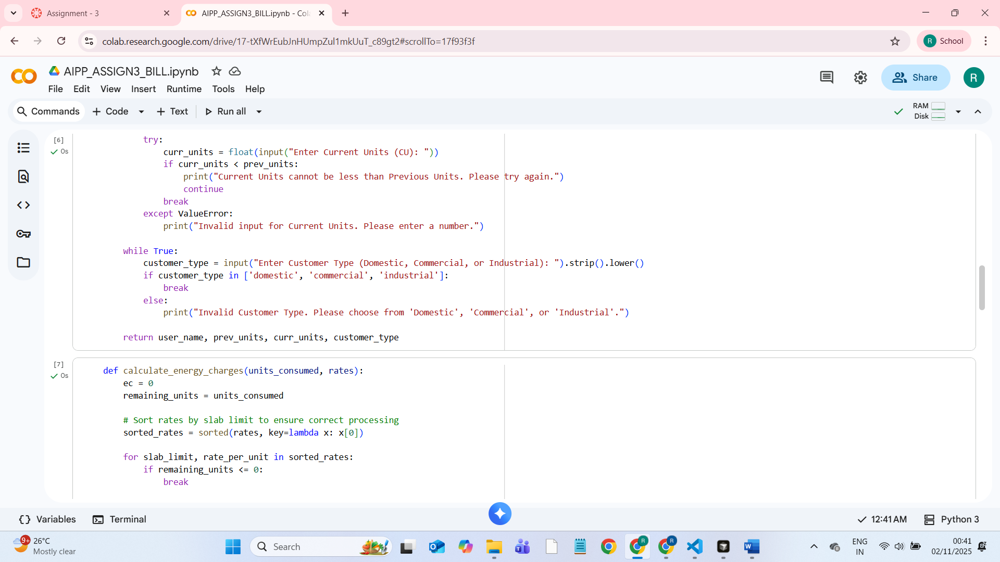 Assignment - 3
AIPP_ASSIGN3_BILL.ipynb - Col
colab.research.google.com/drive/17-tXfWrEubJnHUmpZul1mkUuT_c89gt2#scrollTo=17f93f3f
R School
AIPP_ASSIGN3_BILL.ipynb
File Edit View Insert Runtime Tools Help
Share
R
Commands + Code + Text Run all
RAM
Disk
[6]
0s
try:
curr_units = float(input("Enter Current Units (CU): "))
if curr_units < prev_units:
print("Current Units cannot be less than Previous Units. Please try again.")
continue
break
except ValueError:
print("Invalid input for Current Units. Please enter a number.")
while True:
customer_type = input("Enter Customer Type (Domestic, Commercial, or Industrial): ").strip().lower()
if customer_type in ['domestic', 'commercial', 'industrial']:
break
else:
print("Invalid Customer Type. Please choose from 'Domestic', 'Commercial', or 'Industrial'.")
return user_name, prev_units, curr_units, customer_type
[7]
0s
def calculate_energy_charges(units_consumed, rates):
ec = 0
remaining_units = units_consumed
# Sort rates by slab limit to ensure correct processing
sorted_rates = sorted(rates, key=lambda x: x[0])
for slab_limit, rate_per_unit in sorted_rates:
if remaining_units <= 0:
break
{} Variables Terminal
12:41 AM Python 3
9+
26°C
Mostly clear
Search
ENG
IN
00:41
02/11/2025